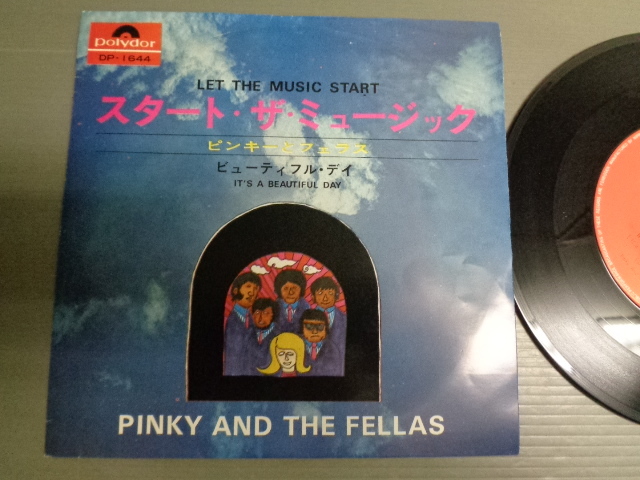 polydor
DP・1644
LET THE MUSIC START
スタート・ザ・ミュージック
ピンキーとフェラス
ビューティフル・デイ
IT'S A BEAUTIFUL DAY
PINKY AND THE FELLAS